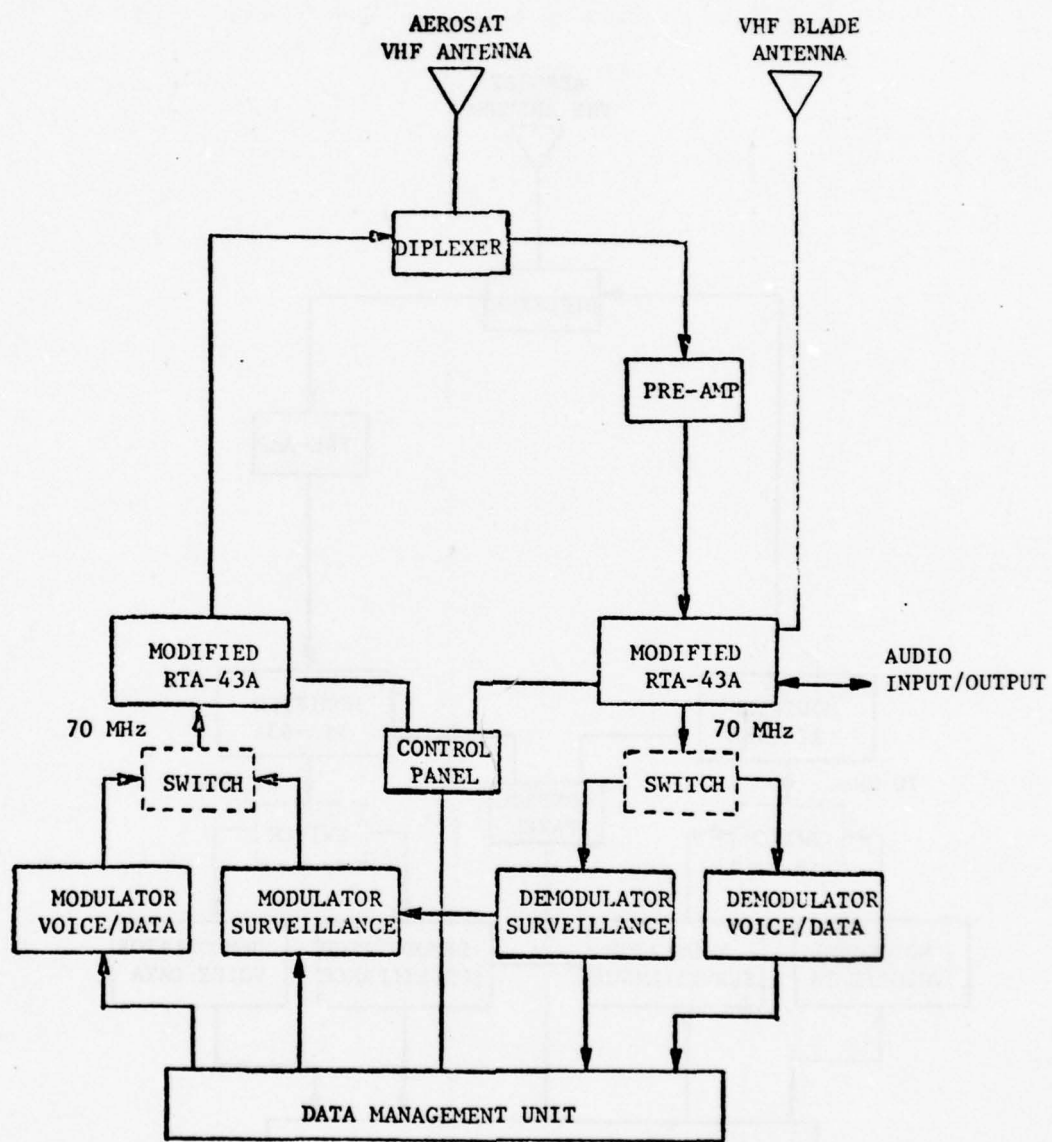 AEROSAT
VHF ANTENNA
VHF BLADE
ANTENNA
DIPLEXER
PRE-AMP
MODIFIED
RTA-43A
MODIFIED
RTA-43A
AUDIO
INPUT/OUTPUT
70 MHz
70 MHz
SWITCH
CONTROL
PANEL
SWITCH
MODULATOR
VOICE/DATA
MODULATOR
SURVEILLANCE
DEMODULATOR
SURVEILLANCE
DEMODULATOR
VOICE/DATA
DATA MANAGEMENT UNIT